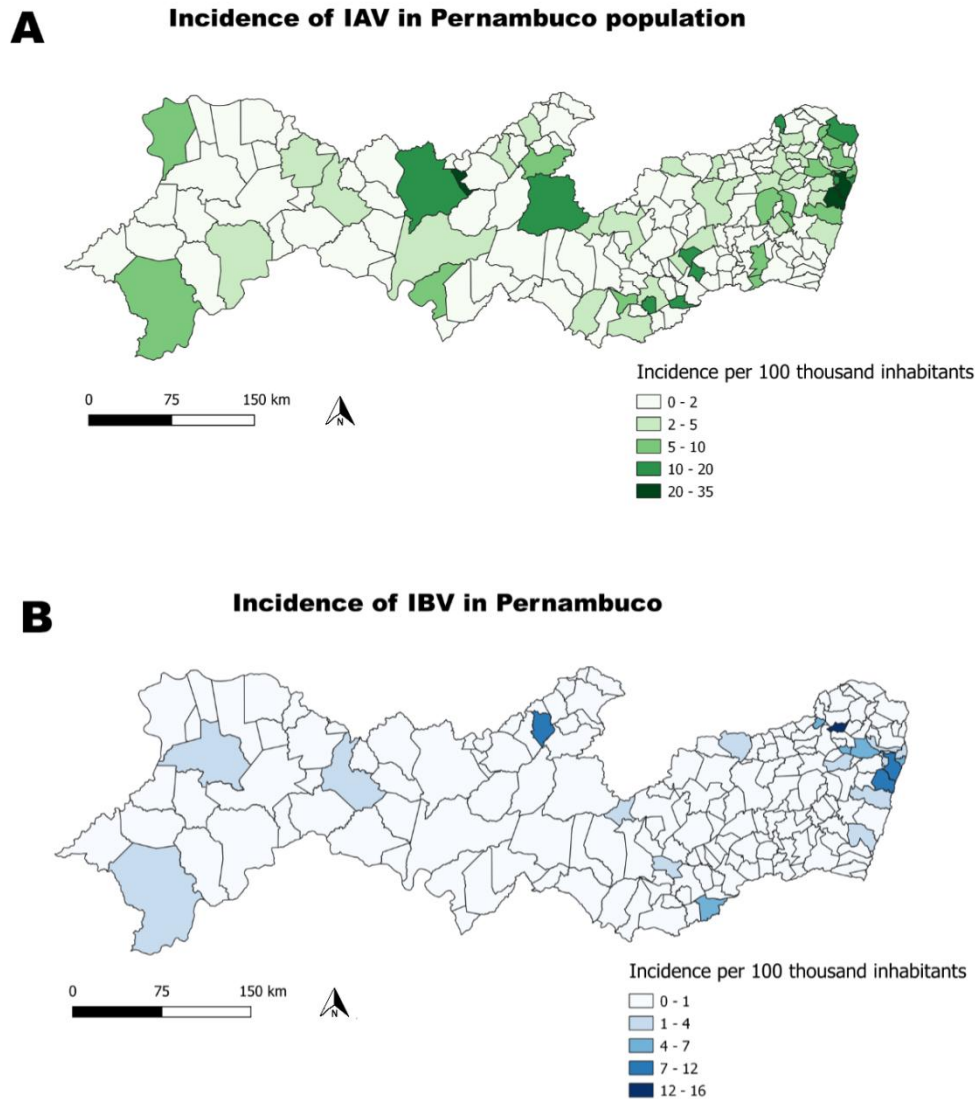 A
Incidence of IAV in Pernambuco population
Incidence per 100 thousand inhabitants
0 75 150 km
N
0 - 2
2 - 5
5 - 10
10 - 20
20 - 35
B
Incidence of IBV in Pernambuco
Incidence per 100 thousand inhabitants
0 75 150 km
N
0 - 1
1 - 4
4 - 7
7 - 12
12 - 16